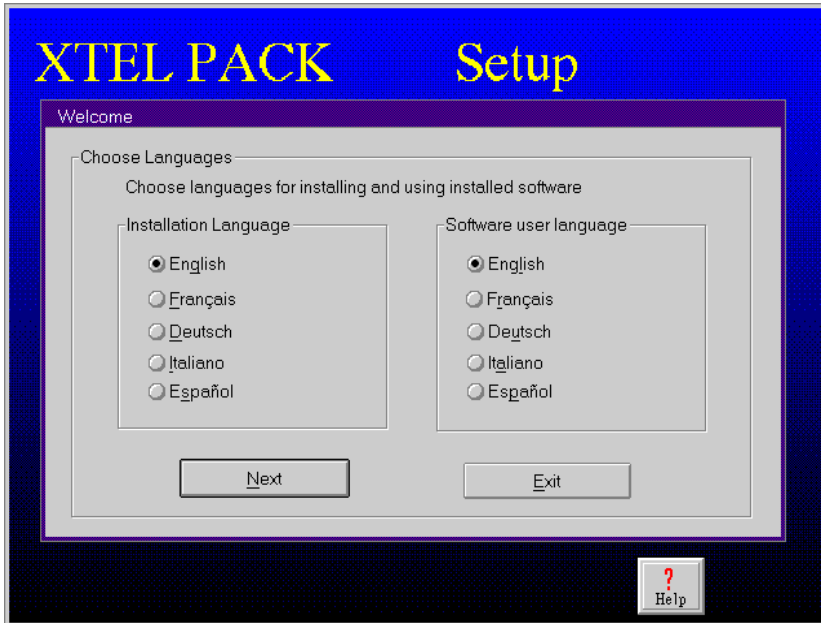 XTEL PACK Setup
Welcome
Choose Languages
Choose languages for installing and using installed software
Installation Language
English
Français
Deutsch
Italiano
Español
Software user language
English
Français
Deutsch
Italiano
Español
Next
Exit
?
Help